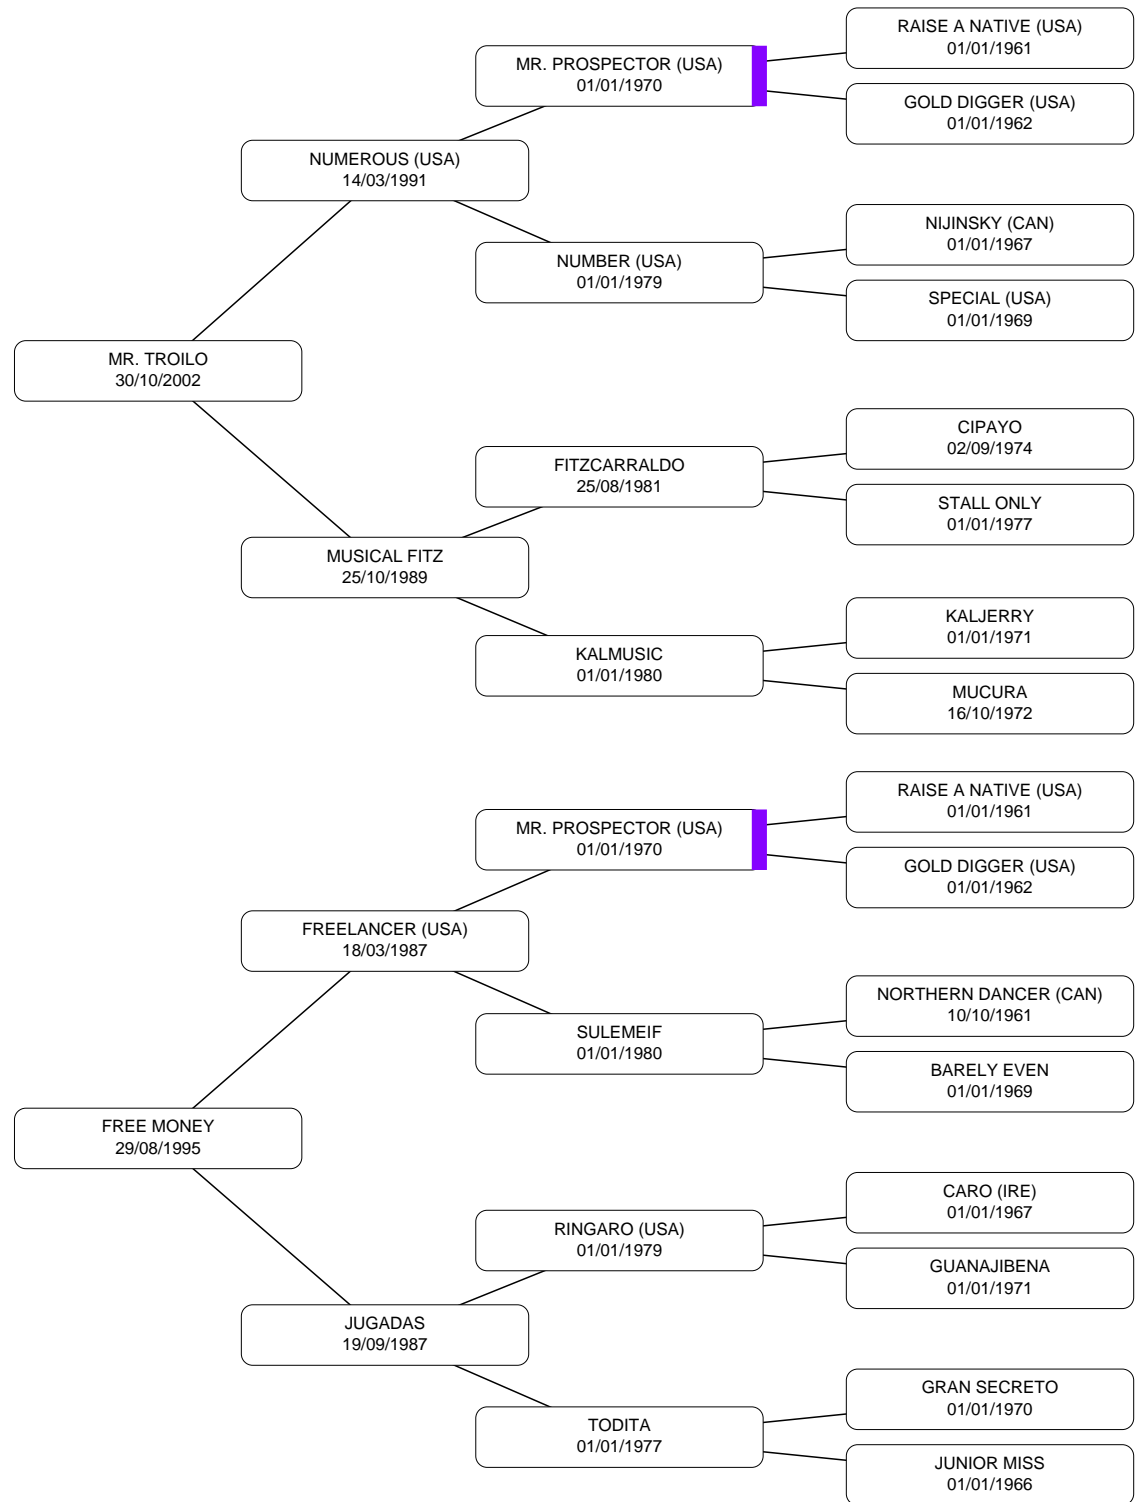 RAISE A NATIVE (USA)
01/01/1961
MR. PROSPECTOR (USA)
01/01/1970
GOLD DIGGER (USA)
01/01/1962
NUMEROUS (USA)
14/03/1991
NIJINSKY (CAN)
01/01/1967
NUMBER (USA)
01/01/1979
SPECIAL (USA)
01/01/1969
MR. TROILO
30/10/2002
CIPAYO
02/09/1974
FITZCARRALDO
25/08/1981
STALL ONLY
01/01/1977
MUSICAL FITZ
25/10/1989
KALJERRY
01/01/1971
KALMUSIC
01/01/1980
MUCURA
16/10/1972
RAISE A NATIVE (USA)
01/01/1961
MR. PROSPECTOR (USA)
01/01/1970
GOLD DIGGER (USA)
01/01/1962
FREELANCER (USA)
18/03/1987
NORTHERN DANCER (CAN)
10/10/1961
SULEMEIF
01/01/1980
BARELY EVEN
01/01/1969
FREE MONEY
29/08/1995
CARO (IRE)
01/01/1967
RINGARO (USA)
01/01/1979
GUANAJIBENA
01/01/1971
JUGADAS
19/09/1987
GRAN SECRETO
01/01/1970
TODITA
01/01/1977
JUNIOR MISS
01/01/1966